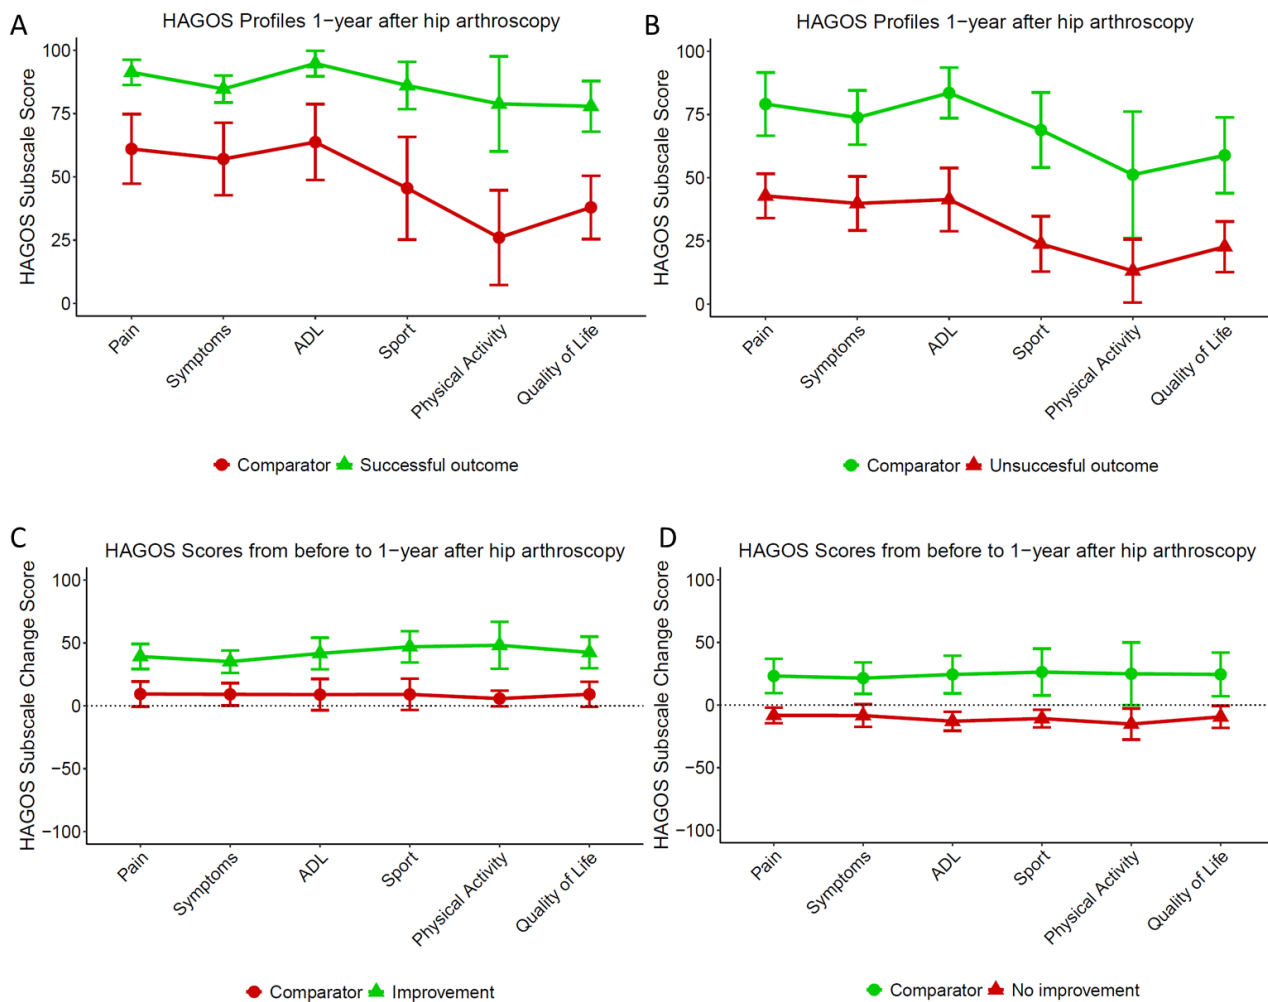 A
HAGOS Profiles 1−year after hip arthroscopy
HAGOS Subscale Score
100
75
50
25
0
Pain
Symptoms
ADL
Sport
Physical Activity
Quality of Life
Comparator Successful outcome
B
HAGOS Profiles 1−year after hip arthroscopy
HAGOS Subscale Score
100
75
50
25
0
Pain
Symptoms
ADL
Sport
Physical Activity
Quality of Life
Comparator Unsuccesful outcome
C
HAGOS Scores from before to 1−year after hip arthroscopy
HAGOS Subscale Change Score
100
50
0
−50
−100
Pain
Symptoms
ADL
Sport
Physical Activity
Quality of Life
Comparator Improvement
D
HAGOS Scores from before to 1−year after hip arthroscopy
HAGOS Subscale Change Score
100
50
0
−50
−100
Pain
Symptoms
ADL
Sport
Physical Activity
Quality of Life
Comparator No improvement